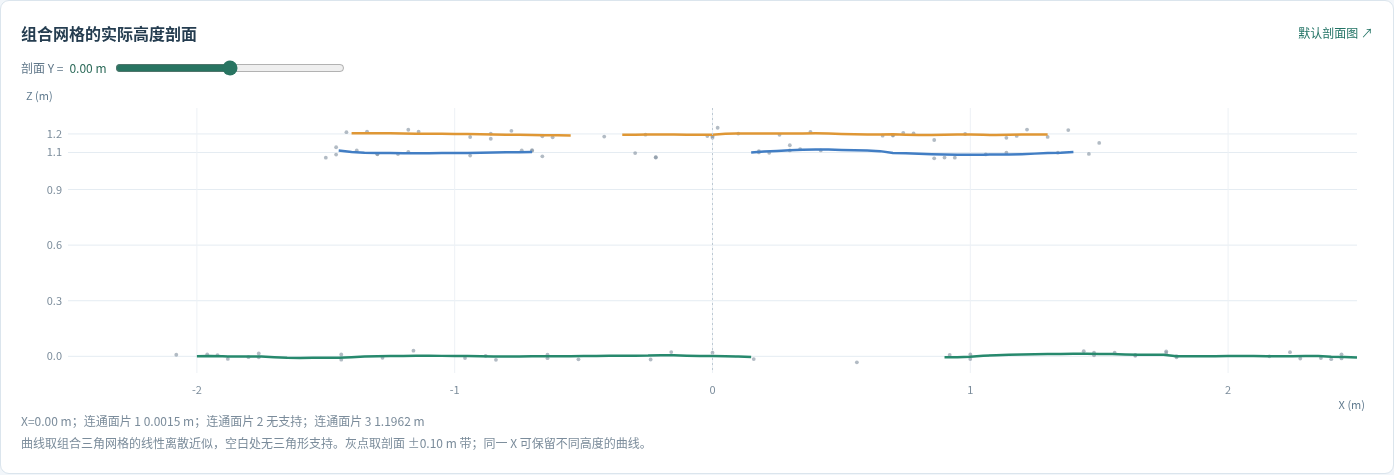 组合网格的实际高度剖面
默认剖面图 ↗
剖面 Y = 0.00 m
Z (m)
1.2
1.1
0.9
0.6
0.3
0.0
-2 -1 0 1 2
X (m)
X=0.00 m；连通面片 1 0.0015 m；连通面片 2 无支持；连通面片 3 1.1962 m
曲线取组合三角网格的线性离散近似，空白处无三角形支持。灰点取剖面 ±0.10 m 带；同一 X 可保留不同高度的曲线。